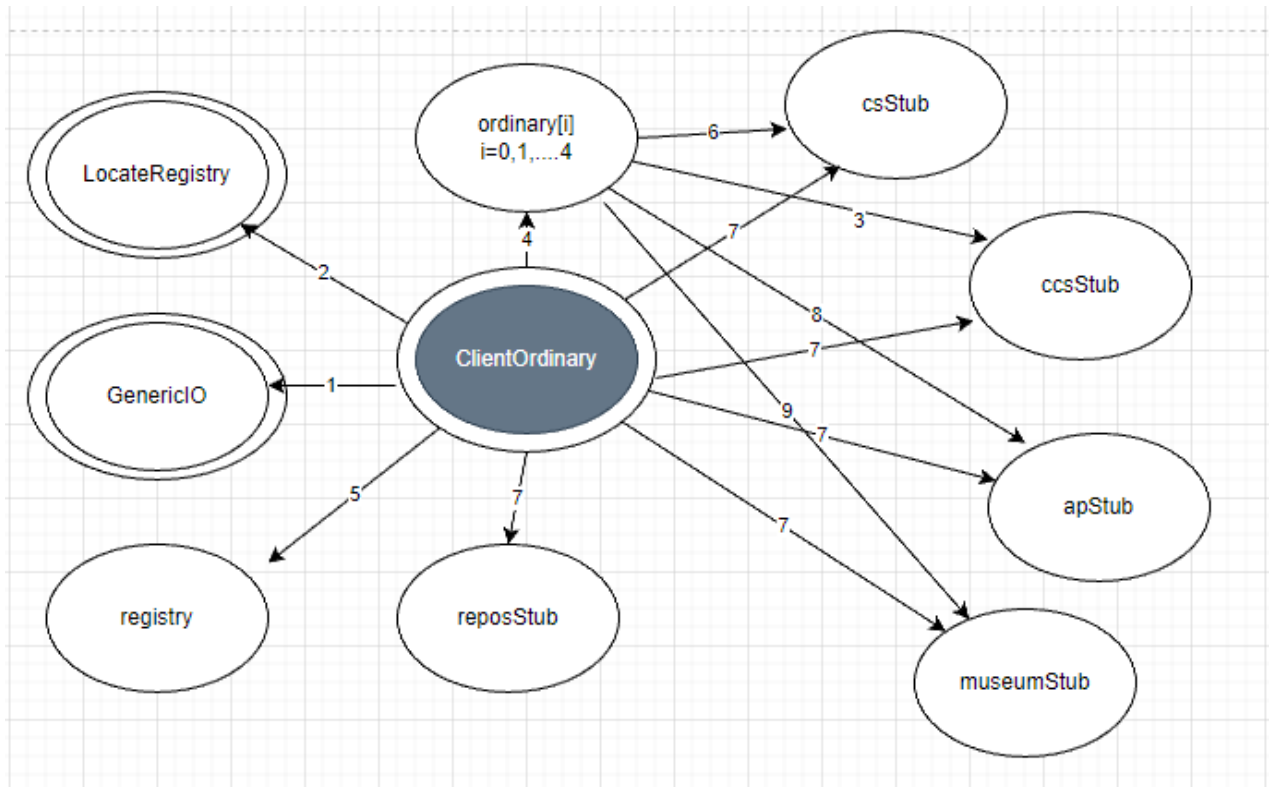 csStub
ordinary[i]
i=0,1,....4
LocateRegistry
6
3
7
4
2
ccsStub
8
7
ClientOrdinary
GenericIO
1
9
7
5
7
7
apStub
registry
reposStub
museumStub